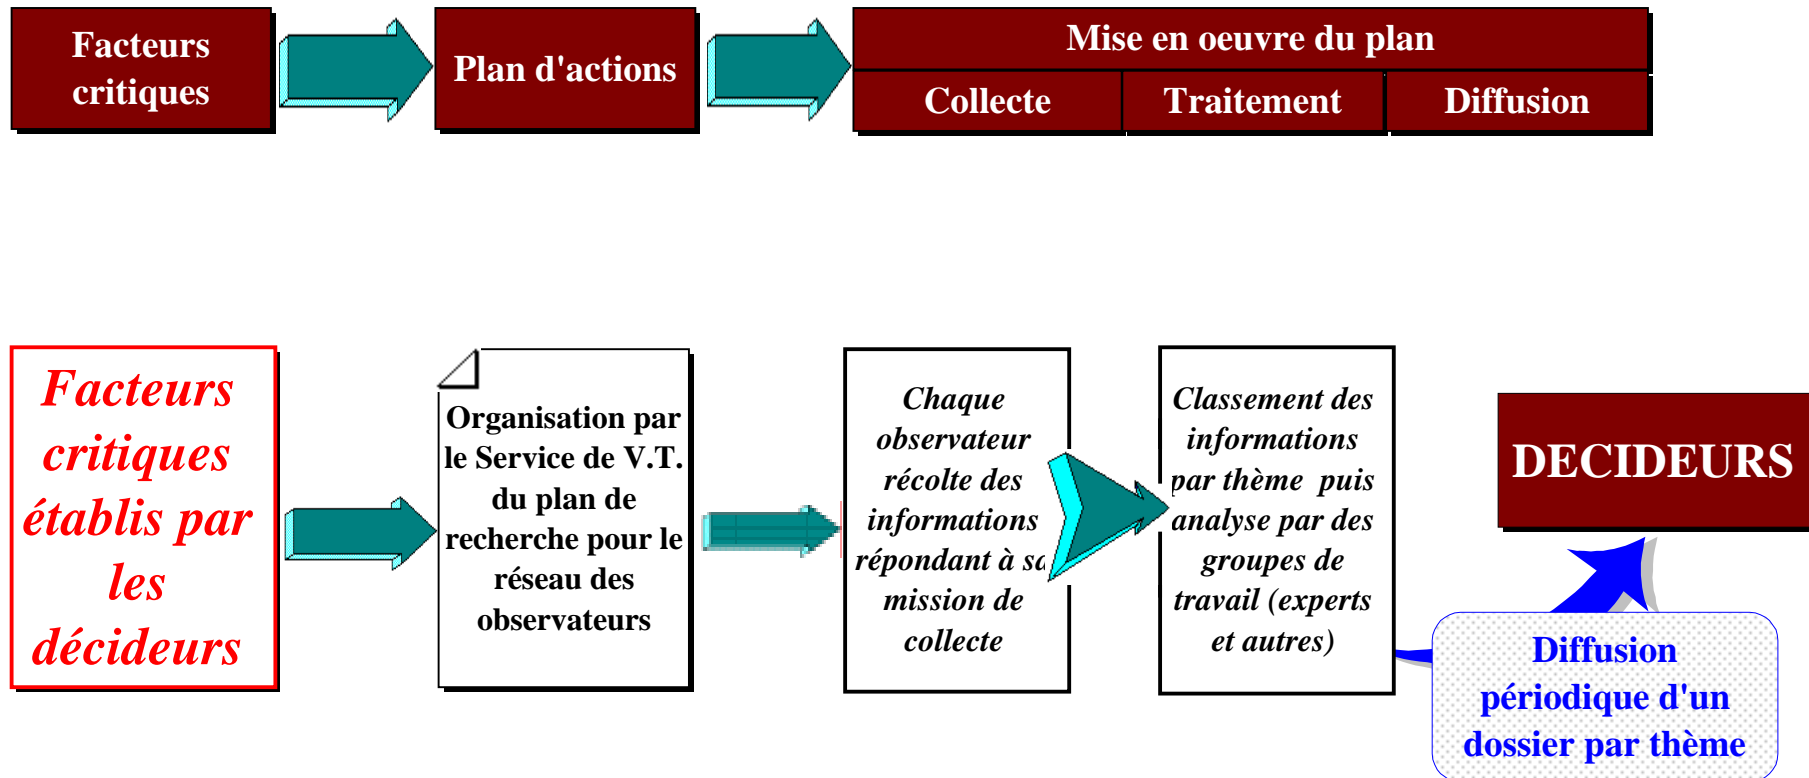 Facteurs
critiques
Plan d'actions
Mise en oeuvre du plan
Collecte
Traitement
Diffusion
Facteurs
critiques
établis par
les
décideurs
Organisation par
le Service de V.T.
du plan de
recherche pour le
réseau des
observateurs
Chaque
observateur
récolte des
informations
répondant à sa
mission de
collecte
Classement des
informations
par thème puis
analyse par des
groupes de
travail (experts
et autres)
DECIDEURS
Diffusion
périodique d'un
dossier par thème